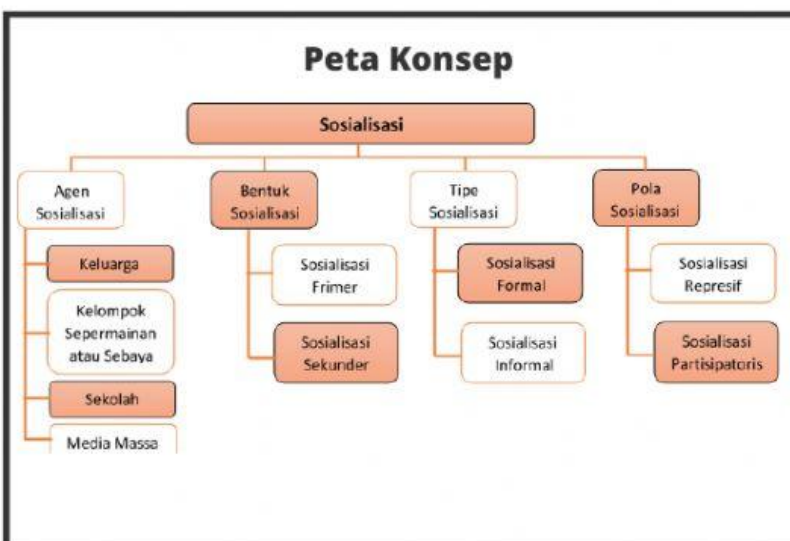 Peta Konsep
Sosialisasi
Agen
Sosialisasi
Keluarga
Kelompok
Sepermainan
atau Sebaya
Sekolah
Media Massa
Bentuk
Sosialisasi
Sosialisasi
Frimer
Sosialisasi
Sekunder
Tipe
Sosialisasi
Sosialisasi
Formal
Sosialisasi
Informal
Pola
Sosialisasi
Sosialisasi
Represif
Sosialisasi
Partisipatoris